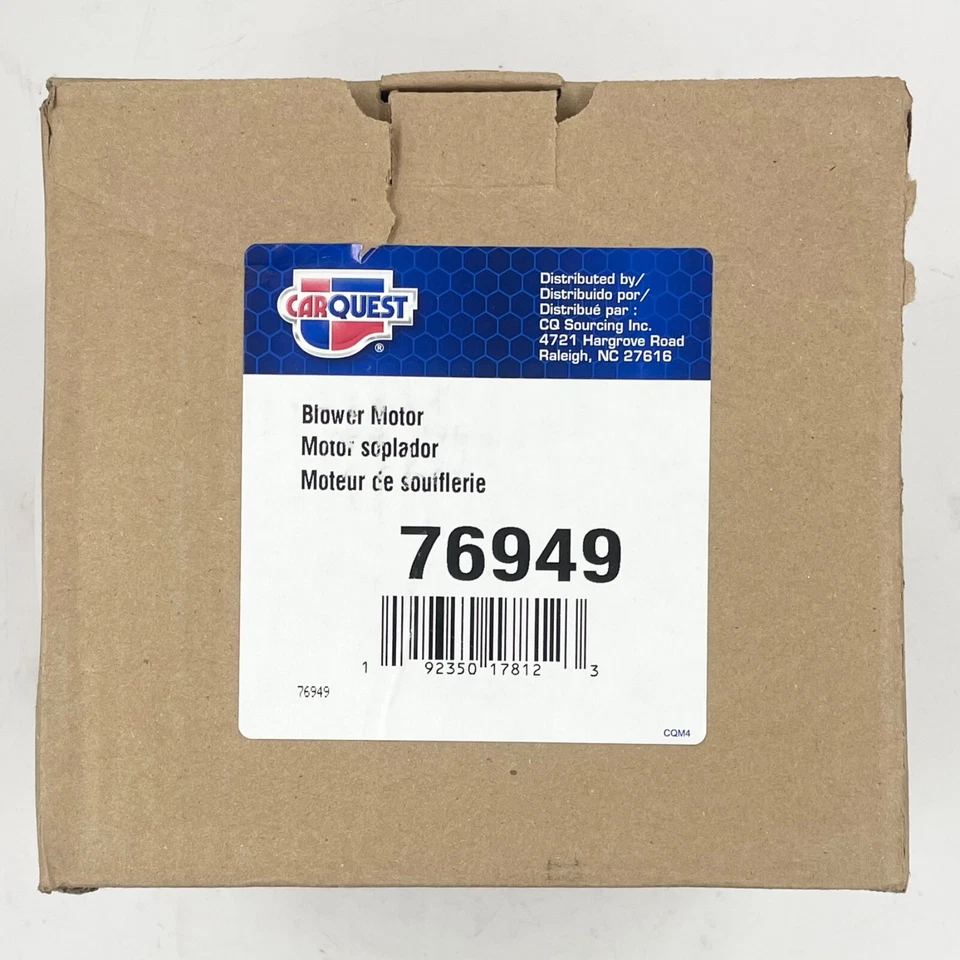 CARQUEST
®
Distributed by/
Distribuido por/
Distribué par :
CQ Sourcing Inc.
4721 Hargrove Road
Raleigh, NC 27616
Blower Motor
Motor soplador
Moteur de soufflerie
76949
1 92350 17812 3
76949
CQM4